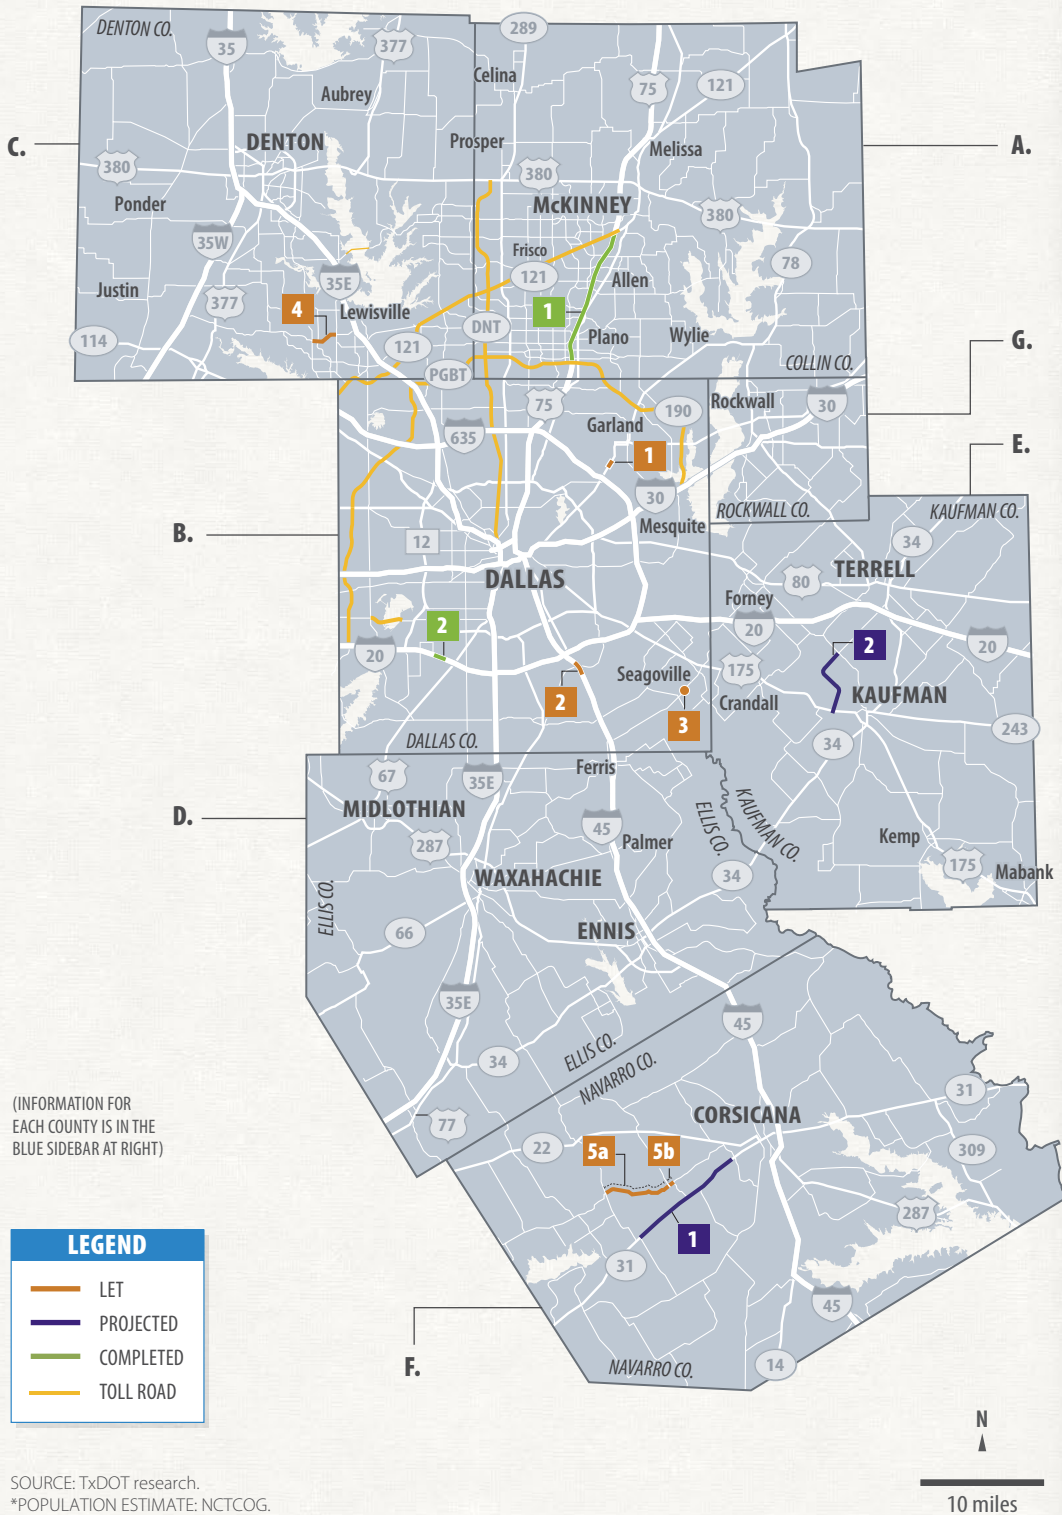 DENTON CO.
35
377
289
Celina
75
121
Aubrey
C.
DENTON
Prosper
Melissa
A.
380
380
Ponder
McKINNEY
380
35W
Frisco
78
121
35E
Allen
Justin
377
4
Lewisville
1
114
121
DNT
Plano
Wylie
G.
PGBT
COLLIN CO.
75
Rockwall
30
190
635
Garland
1
E.
30
ROCKWALL CO.
KAUFMAN CO.
B.
12
Mesquite
34
DALLAS
80
TERRELL
Forney
2
20
20
20
2
175
Seagoville
2
Crandall
KAUFMAN
3
243
DALLAS CO.
34
67
35E
Ferris
MIDLOTHIAN
D.
45
ELLIS CO.
KAUFMAN CO.
287
Palmer
Kemp
175
Mabank
WAXAHACHIE
34
ELLIS CO.
66
ENNIS
35E
45
ELLIS CO.
NAVARRO CO.
34
31
(INFORMATION FOR
EACH COUNTY IS IN THE
BLUE SIDEBAR AT RIGHT)
77
CORSICANA
22
5a
5b
309
287
1
LEGEND
31
LET
45
PROJECTED
F.
NAVARRO CO.
14
COMPLETED
TOLL ROAD
N
SOURCE: TxDOT research.
*POPULATION ESTIMATE: NCTCOG.
10 miles